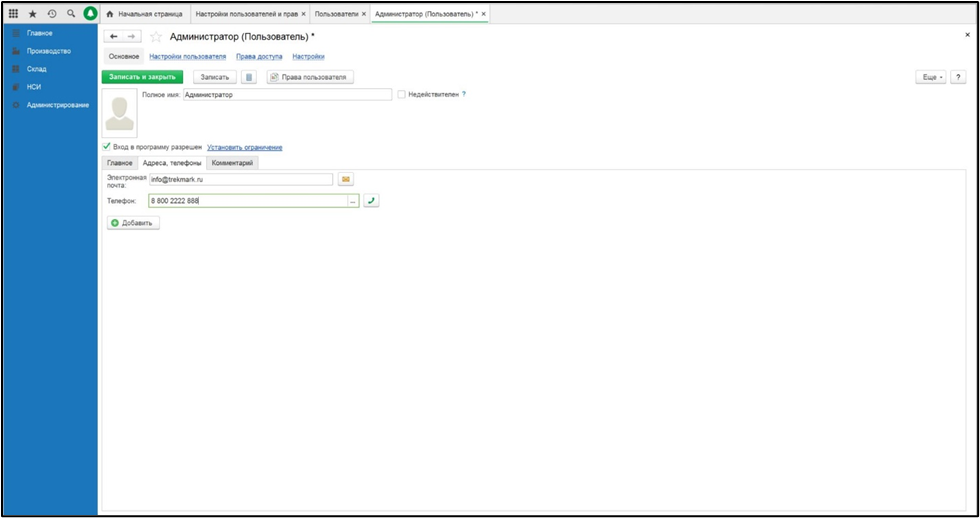 Начальная страница Настройки пользователей и прав × Пользователи × Администратор (Пользователь) * ×
Главное
Производство
Склад
НСИ
Администрирование
Администратор (Пользователь) *
Основное Настройки пользователя Права доступа Настройки
Записать и закрыть Записать Права пользователя Еще ?
Полное имя: Администратор Недействителен ?
Вход в программу разрешен Установить ограничение
Главное Адреса, телефоны Комментарий
Электронная
почта: info@trekmark.ru
Телефон: 8 800 2222 888 ...
Добавить